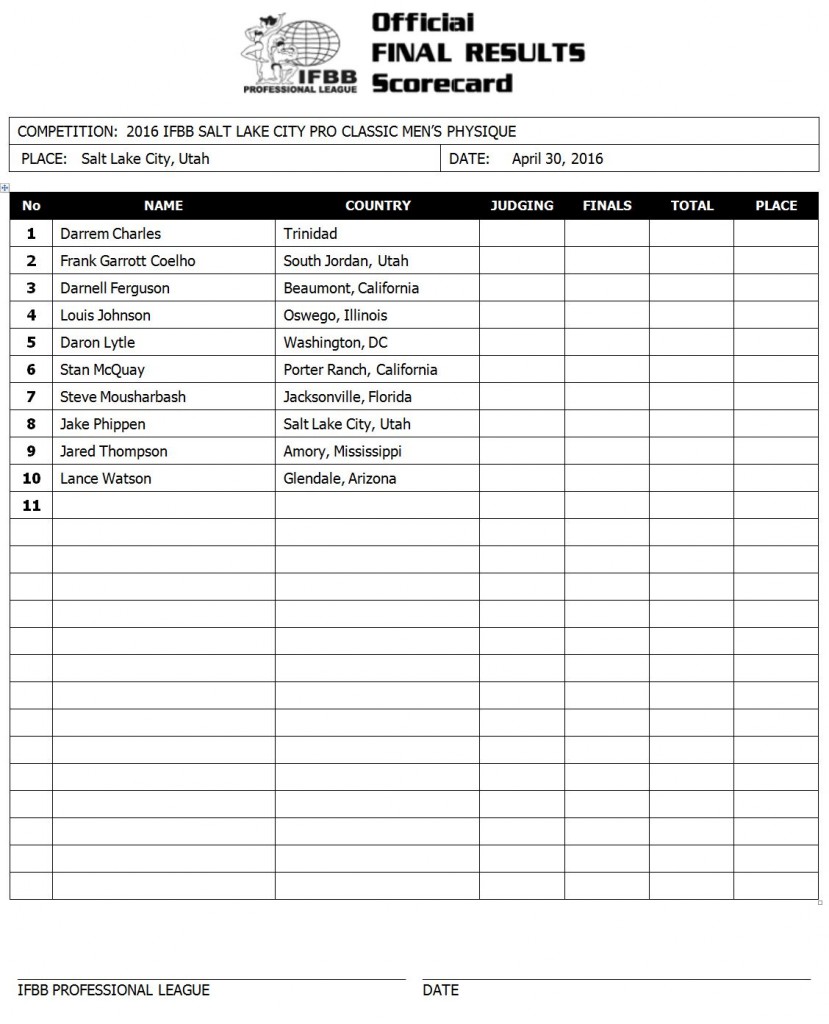 IFBB
PROFESSIONAL LEAGUE
Official
FINAL RESULTS
Scorecard
COMPETITION: 2016 IFBB SALT LAKE CITY PRO CLASSIC MEN'S PHYSIQUE
PLACE: Salt Lake City, Utah DATE: April 30, 2016
No NAME COUNTRY JUDGING FINALS TOTAL PLACE
1 Darrem Charles Trinidad
2 Frank Garrott Coelho South Jordan, Utah
3 Darnell Ferguson Beaumont, California
4 Louis Johnson Oswego, Illinois
5 Daron Lytle Washington, DC
6 Stan McQuay Porter Ranch, California
7 Steve Mousharbash Jacksonville, Florida
8 Jake Phippen Salt Lake City, Utah
9 Jared Thompson Amory, Mississippi
10 Lance Watson Glendale, Arizona
11
IFBB PROFESSIONAL LEAGUE DATE